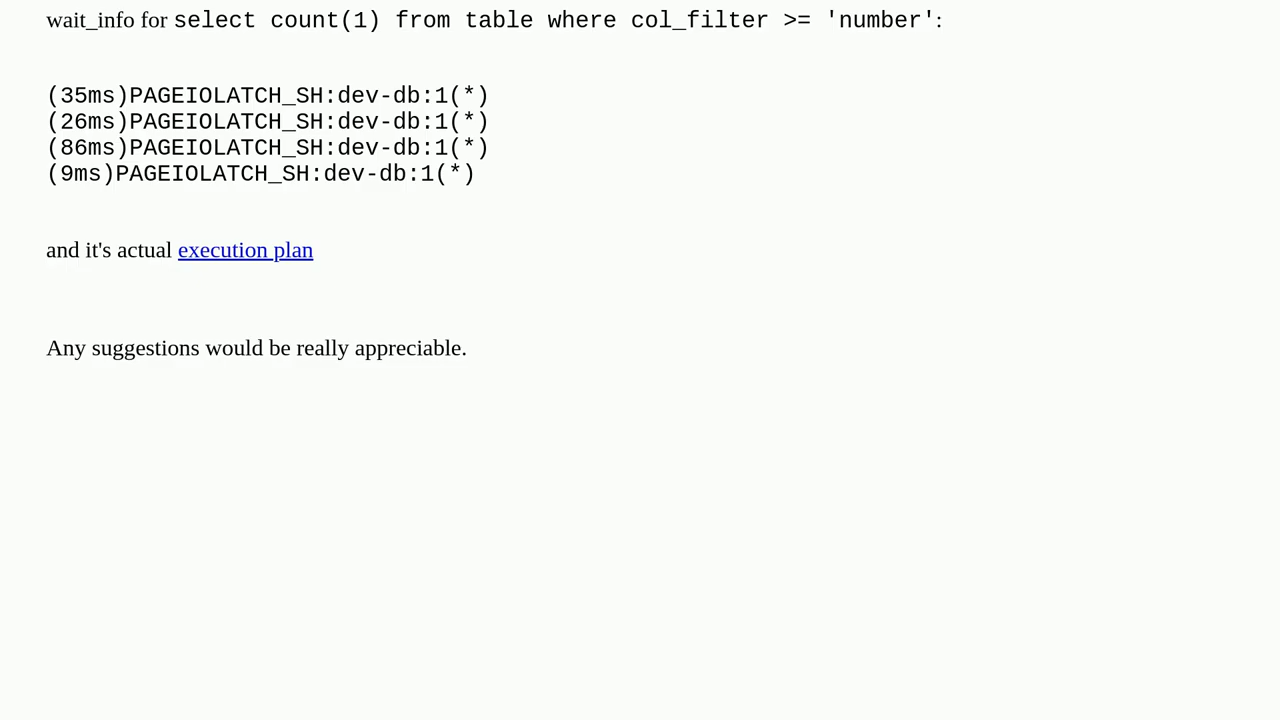 wait_info for select count(1) from table where col_filter >= 'number':
(35ms)PAGEIOLATCH_SH:dev-db:1(*)
(26ms)PAGEIOLATCH_SH:dev-db:1(*)
(86ms)PAGEIOLATCH_SH:dev-db:1(*)
(9ms)PAGEIOLATCH_SH:dev-db:1(*)
and it's actual execution plan
Any suggestions would be really appreciable.